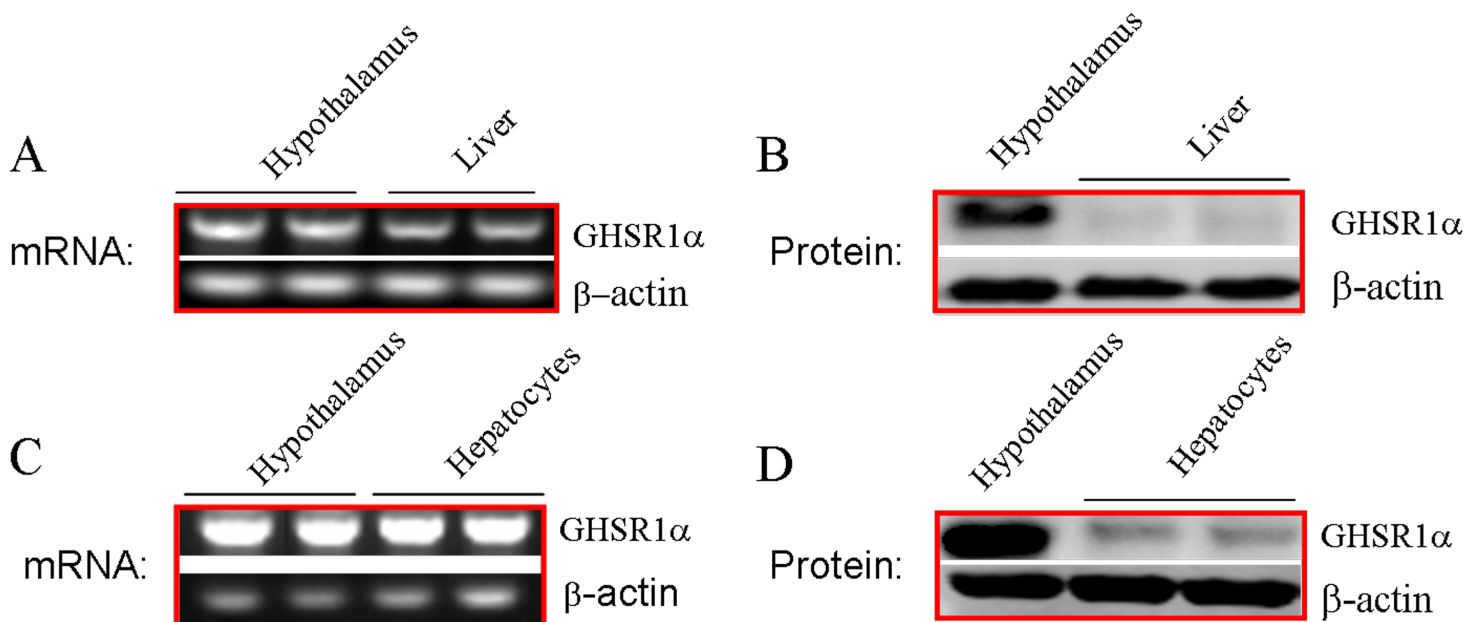 A
Hypothalamus
Liver
mRNA:
GHSR1α
β–actin
B
Hypothalamus
Liver
Protein:
GHSR1α
β-actin
C
Hypothalamus
Hepatocytes
mRNA:
GHSR1α
β-actin
D
Hypothalamus
Hepatocytes
Protein:
GHSR1α
β-actin